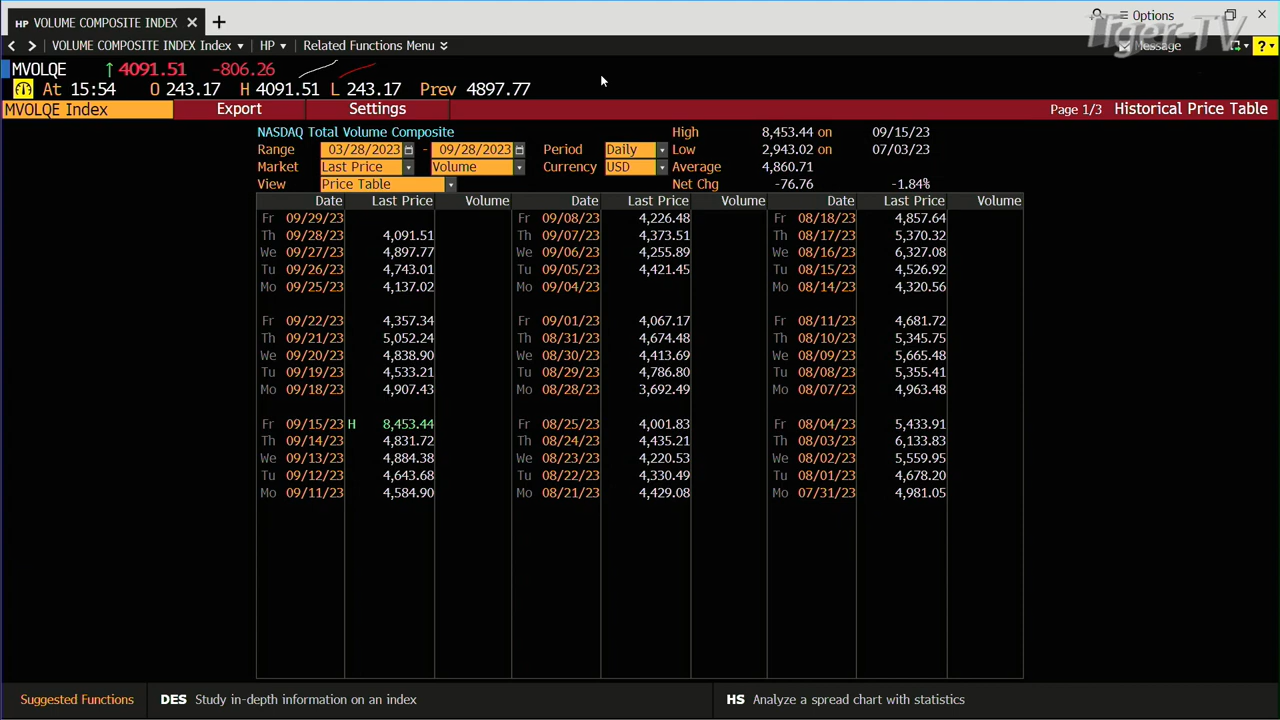 HP VOLUME COMPOSITE INDEX × +
Options
VOLUME COMPOSITE INDEX Index HP Related Functions Menu
Message
?
Tiger-TV
MVOLQE ↑ 4091.51 -806.26
At 15:54 O 243.17 H 4091.51 L 243.17 Prev 4897.77
MVOLQE Index Export Settings Page 1/3 Historical Price Table
NASDAQ Total Volume Composite High 8,453.44 on 09/15/23
Range 03/28/2023 - 09/28/2023 Period Daily Low 2,943.02 on 07/03/23
Market Last Price Volume Currency USD Average 4,860.71
View Price Table Net Chg -76.76 -1.84%
Date Last Price Volume Date Last Price Volume Date Last Price Volume
Fr 09/29/23 Fr 09/08/23 4,226.48 Fr 08/18/23 4,857.64
Th 09/28/23 4,091.51 Th 09/07/23 4,373.51 Th 08/17/23 5,370.32
We 09/27/23 4,897.77 We 09/06/23 4,255.89 We 08/16/23 6,327.08
Tu 09/26/23 4,743.01 Tu 09/05/23 4,421.45 Tu 08/15/23 4,526.92
Mo 09/25/23 4,137.02 Mo 09/04/23 Mo 08/14/23 4,320.56
Fr 09/22/23 4,357.34 Fr 09/01/23 4,067.17 Fr 08/11/23 4,681.72
Th 09/21/23 5,052.24 Th 08/31/23 4,674.48 Th 08/10/23 5,345.75
We 09/20/23 4,838.90 We 08/30/23 4,413.69 We 08/09/23 5,665.48
Tu 09/19/23 4,533.21 Tu 08/29/23 4,786.80 Tu 08/08/23 5,355.41
Mo 09/18/23 4,907.43 Mo 08/28/23 3,692.49 Mo 08/07/23 4,963.48
Fr 09/15/23 H 8,453.44 Fr 08/25/23 4,001.83 Fr 08/04/23 5,433.91
Th 09/14/23 4,831.72 Th 08/24/23 4,435.21 Th 08/03/23 6,133.83
We 09/13/23 4,884.38 We 08/23/23 4,220.53 We 08/02/23 5,559.95
Tu 09/12/23 4,643.68 Tu 08/22/23 4,330.49 Tu 08/01/23 4,678.20
Mo 09/11/23 4,584.90 Mo 08/21/23 4,429.08 Mo 07/31/23 4,981.05
Suggested Functions DES Study in-depth information on an index HS Analyze a spread chart with statistics